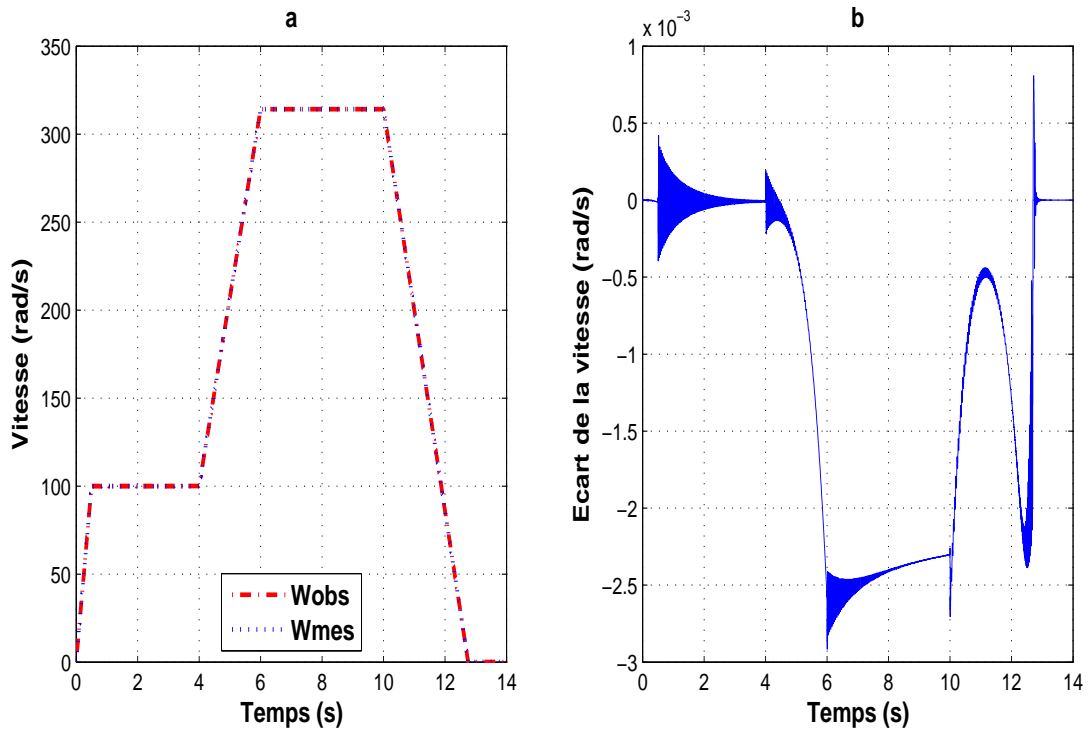 a
350
300
250
200
150
100
50
0
Vitesse (rad/s)
0 2 4 6 8 10 12 14
Temps (s)
Wobs
Wmes
b
x 10−3
1
0.5
0
−0.5
−1
−1.5
−2
−2.5
−3
Ecart de la vitesse (rad/s)
0 2 4 6 8 10 12 14
Temps (s)